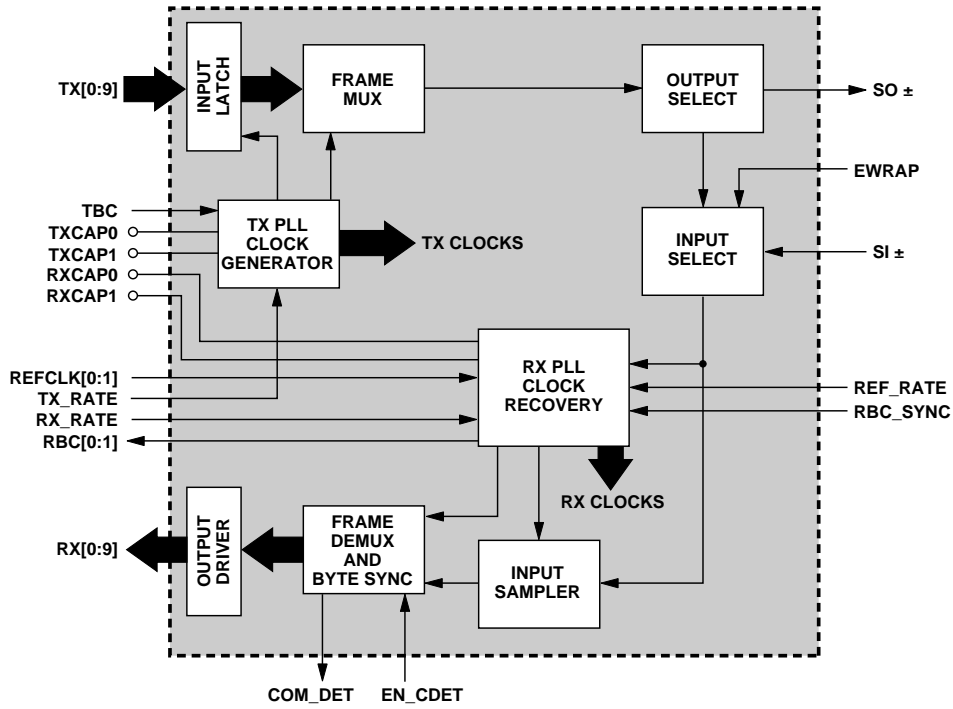 TX[0:9]
INPUT
LATCH
FRAME
MUX
OUTPUT
SELECT
SO ±
EWRAP
TBC
TXCAP0
TXCAP1
RXCAP0
RXCAP1
TX PLL
CLOCK
GENERATOR
TX CLOCKS
INPUT
SELECT
SI ±
REFCLK[0:1]
TX_RATE
RX_RATE
RBC[0:1]
RX PLL
CLOCK
RECOVERY
REF_RATE
RBC_SYNC
RX CLOCKS
RX[0:9]
OUTPUT
DRIVER
FRAME
DEMUX
AND
BYTE SYNC
INPUT
SAMPLER
COM_DET
EN_CDET